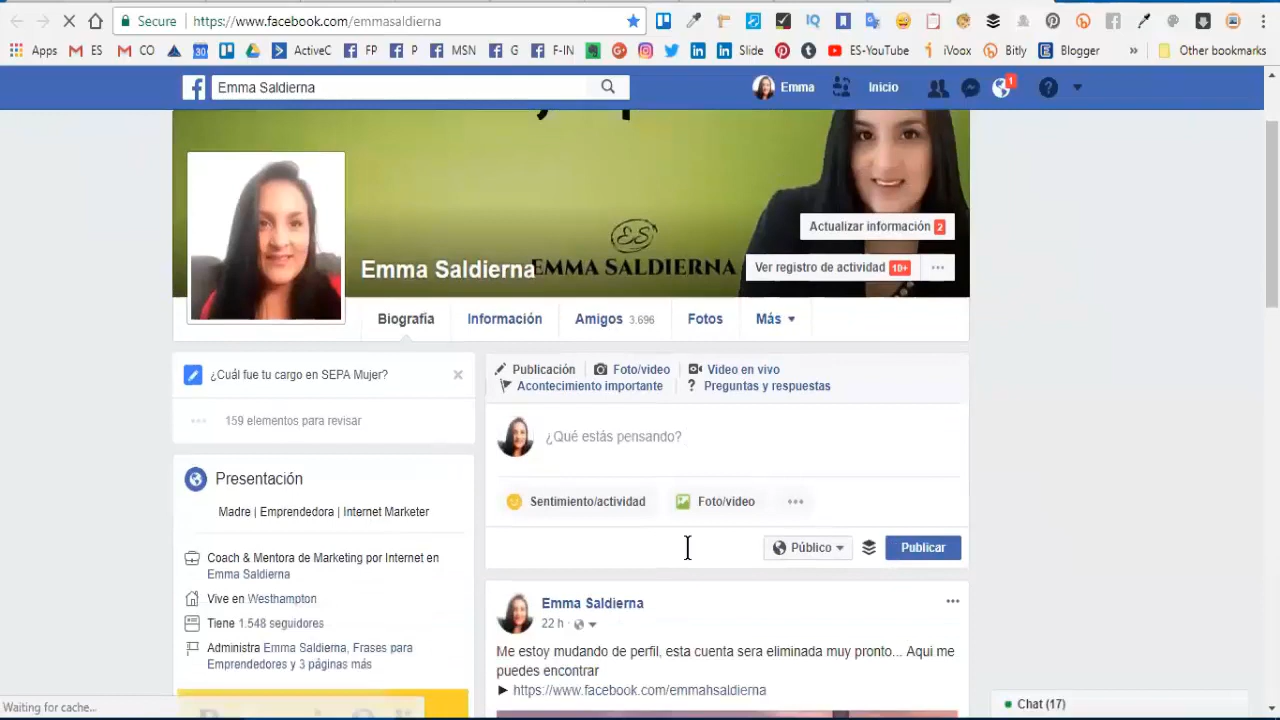 Secure https://www.facebook.com/emmasaldierna
Apps ES CO ActiveC FP P MSN G F-IN Slide ES-YouTube iVoox Bitly Blogger » Other bookmarks
Emma Saldierna Emma Inicio 1
Actualizar información 2
ES
Emma Saldierna EMMA SALDIERNA Ver registro de actividad 10+
Biografía Información Amigos 3.696 Fotos Más
¿Cuál fue tu cargo en SEPA Mujer?
159 elementos para revisar
Presentación
Madre | Emprendedora | Internet Marketer
Coach & Mentora de Marketing por Internet en
Emma Saldierna
Vive en Westhampton
Tiene 1.548 seguidores
Administra Emma Saldierna, Frases para
Emprendedores y 3 páginas más
Publicación Foto/video Video en vivo
Acontecimiento importante Preguntas y respuestas
¿Qué estás pensando?
Sentimiento/actividad Foto/video
Público Publicar
Emma Saldierna
22 h
Me estoy mudando de perfil, esta cuenta sera eliminada muy pronto... Aqui me
puedes encontrar
► https://www.facebook.com/emmahsaldierna
Chat (17)
Waiting for cache...